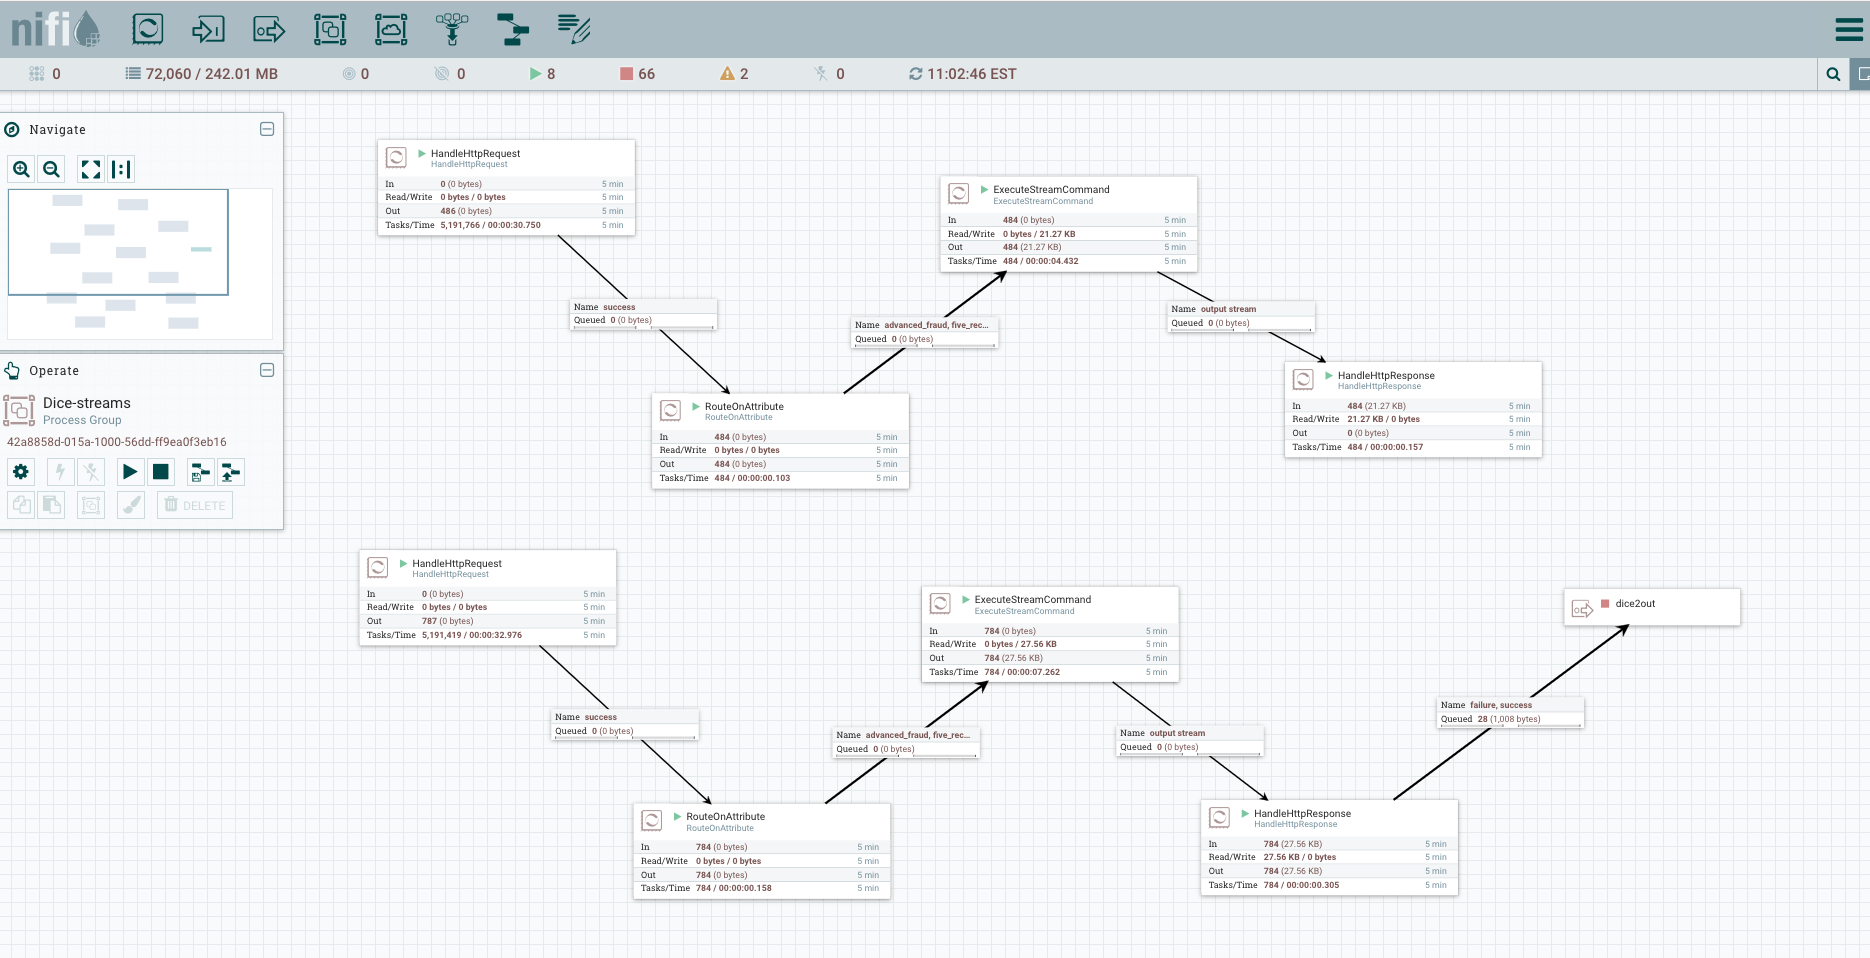 nifi
0 72,060 / 242.01 MB 0 0 8 66 2 0 11:02:46 EST
Navigate
Operate
Dice-streams
Process Group
42a8858d-015a-1000-56dd-ff9ea0f3eb16
DELETE
HandleHttpRequest
HandleHttpRequest
In 0 (0 bytes) 5 min
Read/Write 0 bytes / 0 bytes 5 min
Out 486 (0 bytes) 5 min
Tasks/Time 5,191,766 / 00:00:30.750 5 min
Name success
Queued 0 (0 bytes)
RouteOnAttribute
RouteOnAttribute
In 484 (0 bytes) 5 min
Read/Write 0 bytes / 0 bytes 5 min
Out 484 (0 bytes) 5 min
Tasks/Time 484 / 00:00:00.103 5 min
Name advanced_fraud, five_rec...
Queued 0 (0 bytes)
ExecuteStreamCommand
ExecuteStreamCommand
In 484 (0 bytes) 5 min
Read/Write 0 bytes / 21.27 KB 5 min
Out 484 (21.27 KB) 5 min
Tasks/Time 484 / 00:00:04.432 5 min
Name output stream
Queued 0 (0 bytes)
HandleHttpResponse
HandleHttpResponse
In 484 (21.27 KB) 5 min
Read/Write 21.27 KB / 0 bytes 5 min
Out 0 (0 bytes) 5 min
Tasks/Time 484 / 00:00:00.157 5 min
HandleHttpRequest
HandleHttpRequest
In 0 (0 bytes) 5 min
Read/Write 0 bytes / 0 bytes 5 min
Out 787 (0 bytes) 5 min
Tasks/Time 5,191,419 / 00:00:32.976 5 min
Name success
Queued 0 (0 bytes)
RouteOnAttribute
RouteOnAttribute
In 784 (0 bytes) 5 min
Read/Write 0 bytes / 0 bytes 5 min
Out 784 (0 bytes) 5 min
Tasks/Time 784 / 00:00:00.158 5 min
Name advanced_fraud, five_rec...
Queued 0 (0 bytes)
ExecuteStreamCommand
ExecuteStreamCommand
In 784 (0 bytes) 5 min
Read/Write 0 bytes / 27.56 KB 5 min
Out 784 (27.56 KB) 5 min
Tasks/Time 784 / 00:00:07.262 5 min
Name output stream
Queued 0 (0 bytes)
HandleHttpResponse
HandleHttpResponse
In 784 (27.56 KB) 5 min
Read/Write 27.56 KB / 0 bytes 5 min
Out 784 (27.56 KB) 5 min
Tasks/Time 784 / 00:00:00.305 5 min
Name failure, success
Queued 28 (1,008 bytes)
dice2out